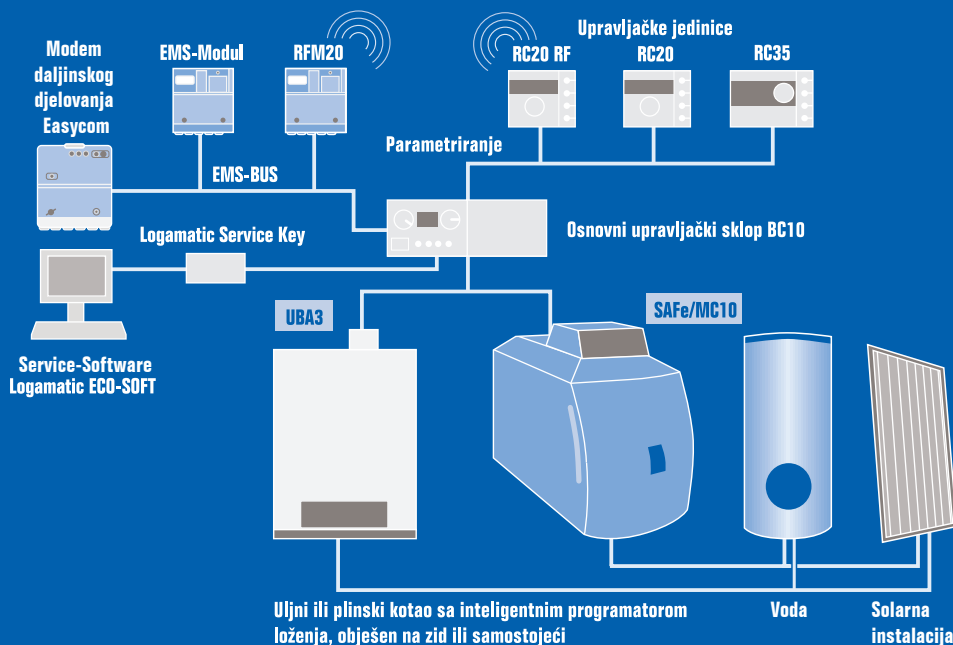 Modem
daljinskog
djelovanja
Easycom
EMS-Modul
RFM20
Upravljačke jedinice
RC20 RF
RC20
RC35
Parametriranje
EMS-BUS
Logamatic Service Key
Osnovni upravljački sklop BC10
UBA3
SAFe/MC10
Service-Software
Logamatic ECO-SOFT
Uljni ili plinski kotao sa inteligentnim programatorom
loženja, obješen na zid ili samostojeći
Voda
Solarna
instalacija